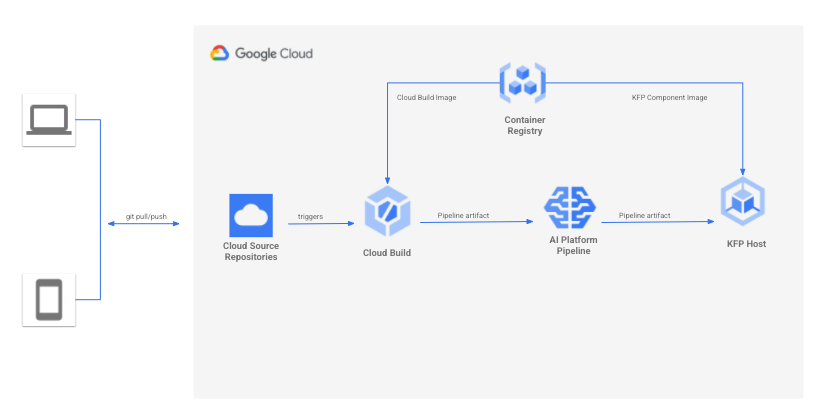 Google Cloud
Cloud Build Image
KFP Component Image
Container
Registry
git pull/push
triggers
Pipeline artifact
Pipeline artifact
Cloud Source
Repositories
Cloud Build
AI Platform
Pipeline
KFP Host